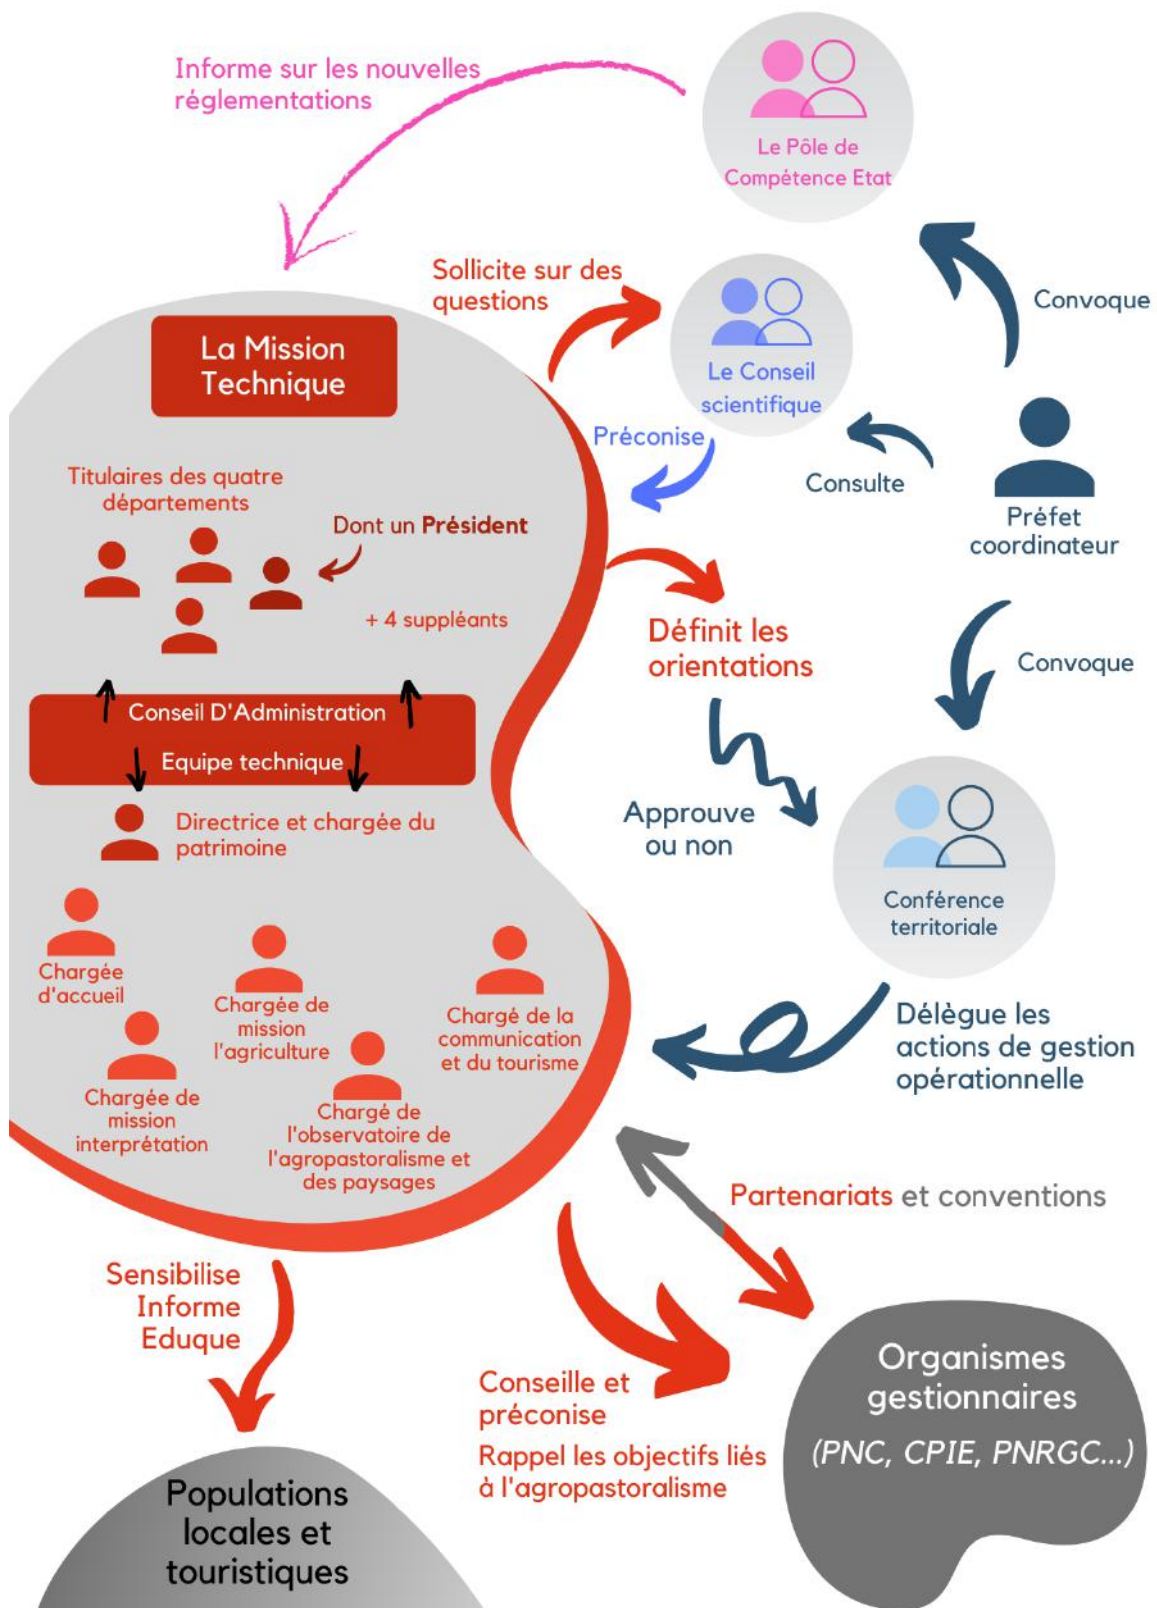 Informe sur les nouvelles
réglementations
Le Pôle de
Compétence Etat
Sollicite sur des
questions
Convoque
La Mission
Technique
Le Conseil
scientifique
Préconise
Consulte
Préfet
coordinateur
Titulaires des quatre
départements
Dont un Président
+ 4 suppléants
Définit les
orientations
Convoque
Conseil D'Administration
Equipe technique
Directrice et chargée du
patrimoine
Approuve
ou non
Conférence
territoriale
Chargée
d'accueil
Chargée de
mission
l'agriculture
Chargé de la
communication
et du tourisme
Chargée de
mission
interprétation
Chargé de
l'observatoire de
l'agropastoralisme et
des paysages
Délègue les
actions de gestion
opérationnelle
Partenariats et conventions
Sensibilise
Informe
Eduque
Conseille et
préconise
Rappel les objectifs liés
à l'agropastoralisme
Organismes
gestionnaires
(PNC, CPIE, PNRGC...)
Populations
locales et
touristiques